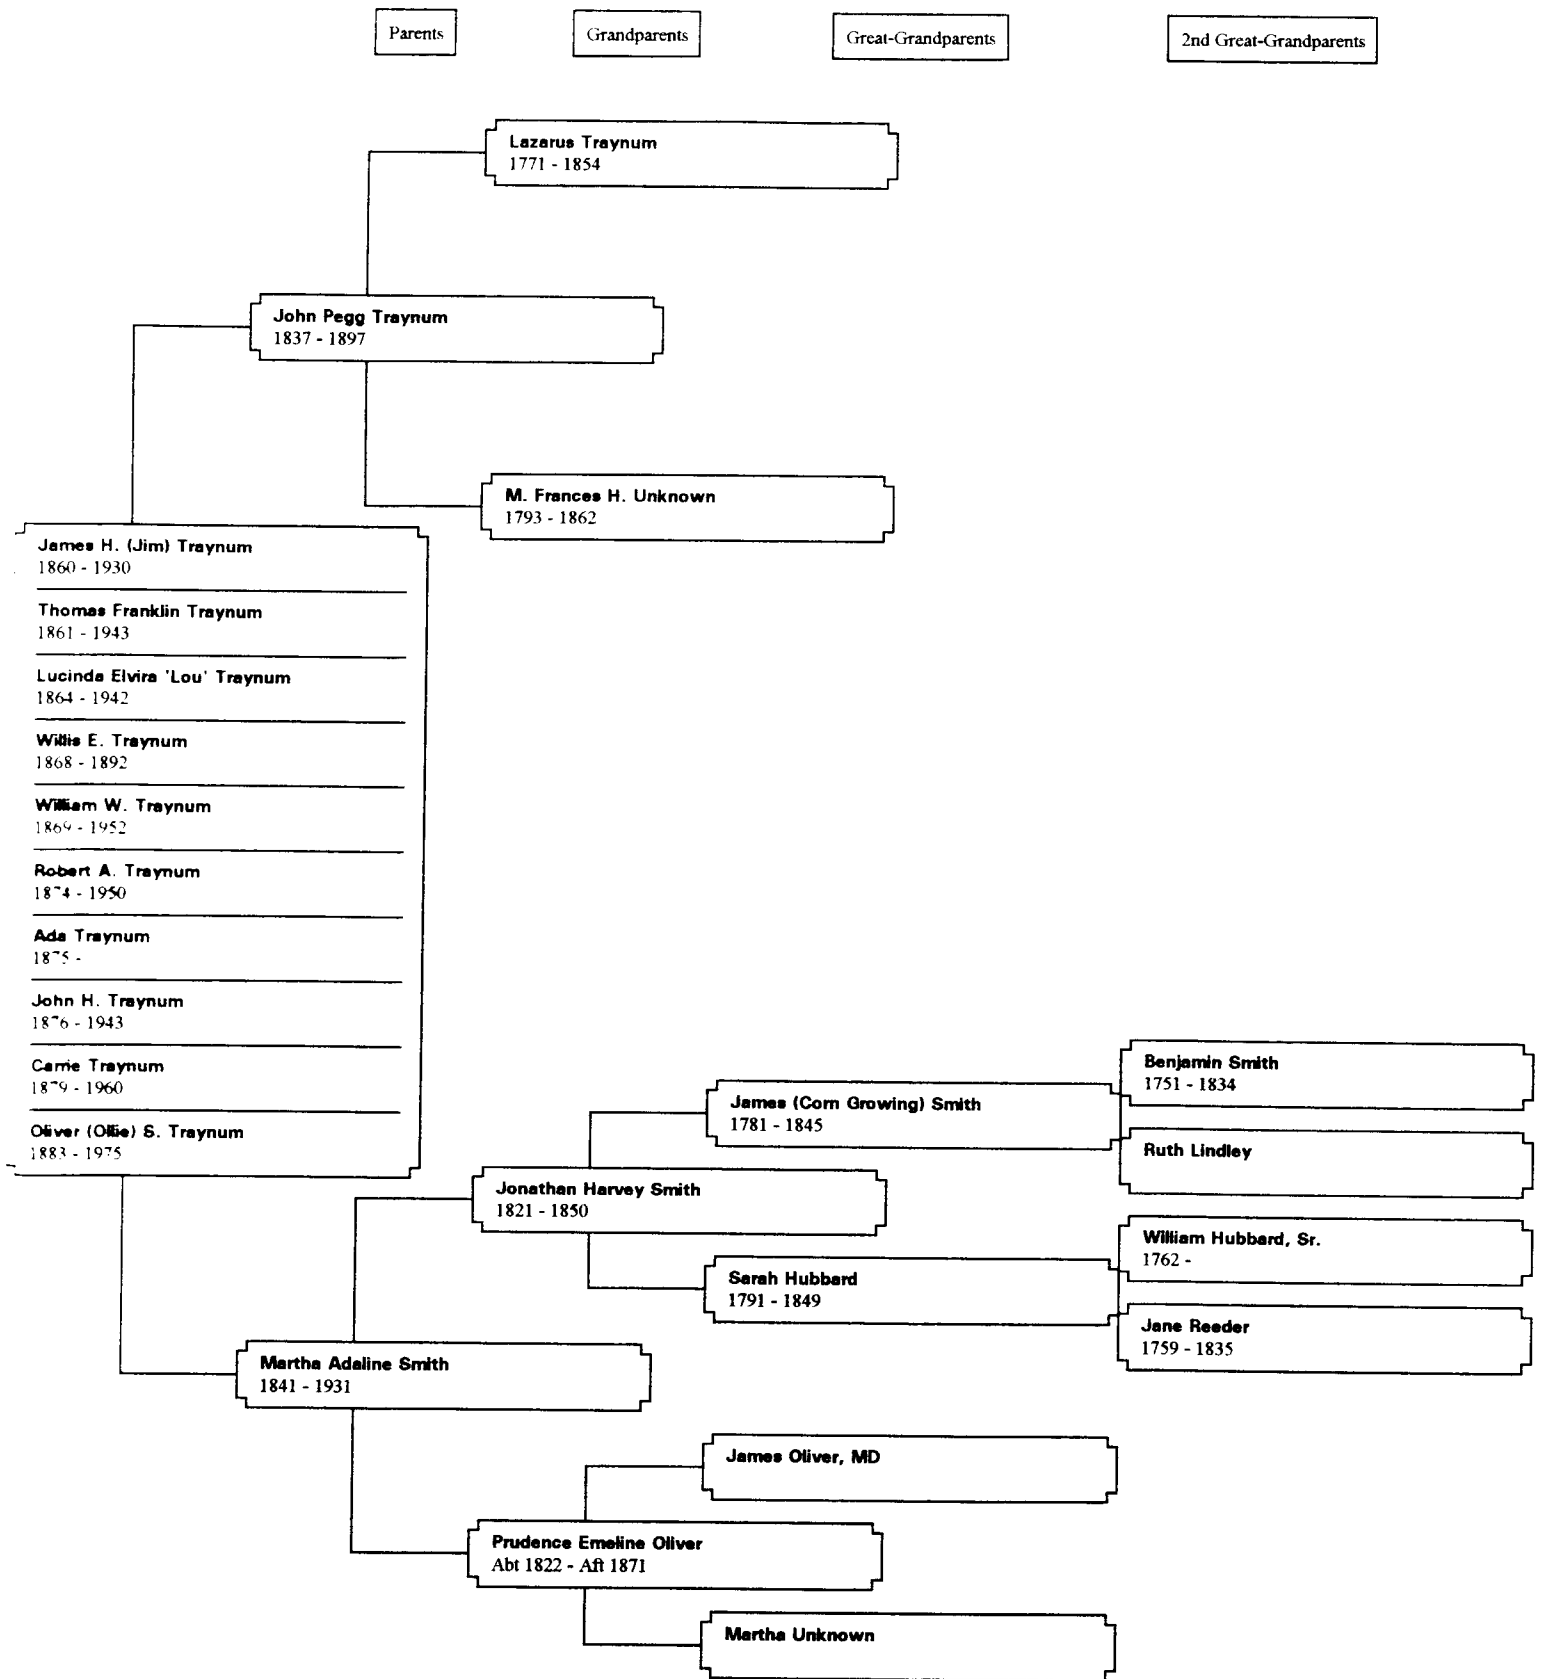 Parents
Grandparents
Great-Grandparents
2nd Great-Grandparents
Lazarus Traynum
1771 - 1854
John Pegg Traynum
1837 - 1897
M. Frances H. Unknown
1793 - 1862
James H. (Jim) Traynum
1860 - 1930
Thomas Franklin Traynum
1861 - 1943
Lucinda Elvira 'Lou' Traynum
1864 - 1942
Willis E. Traynum
1868 - 1892
William W. Traynum
1869 - 1952
Robert A. Traynum
1874 - 1950
Ada Traynum
1875 -
John H. Traynum
1876 - 1943
Carrie Traynum
1879 - 1960
Oliver (Ollie) S. Traynum
1883 - 1975
Benjamin Smith
1751 - 1834
James (Corn Growing) Smith
1781 - 1845
Ruth Lindley
Jonathan Harvey Smith
1821 - 1850
William Hubbard, Sr.
1762 -
Sarah Hubbard
1791 - 1849
Jane Reeder
1759 - 1835
Martha Adaline Smith
1841 - 1931
James Oliver, MD
Prudence Emeline Oliver
Abt 1822 - Aft 1871
Martha Unknown